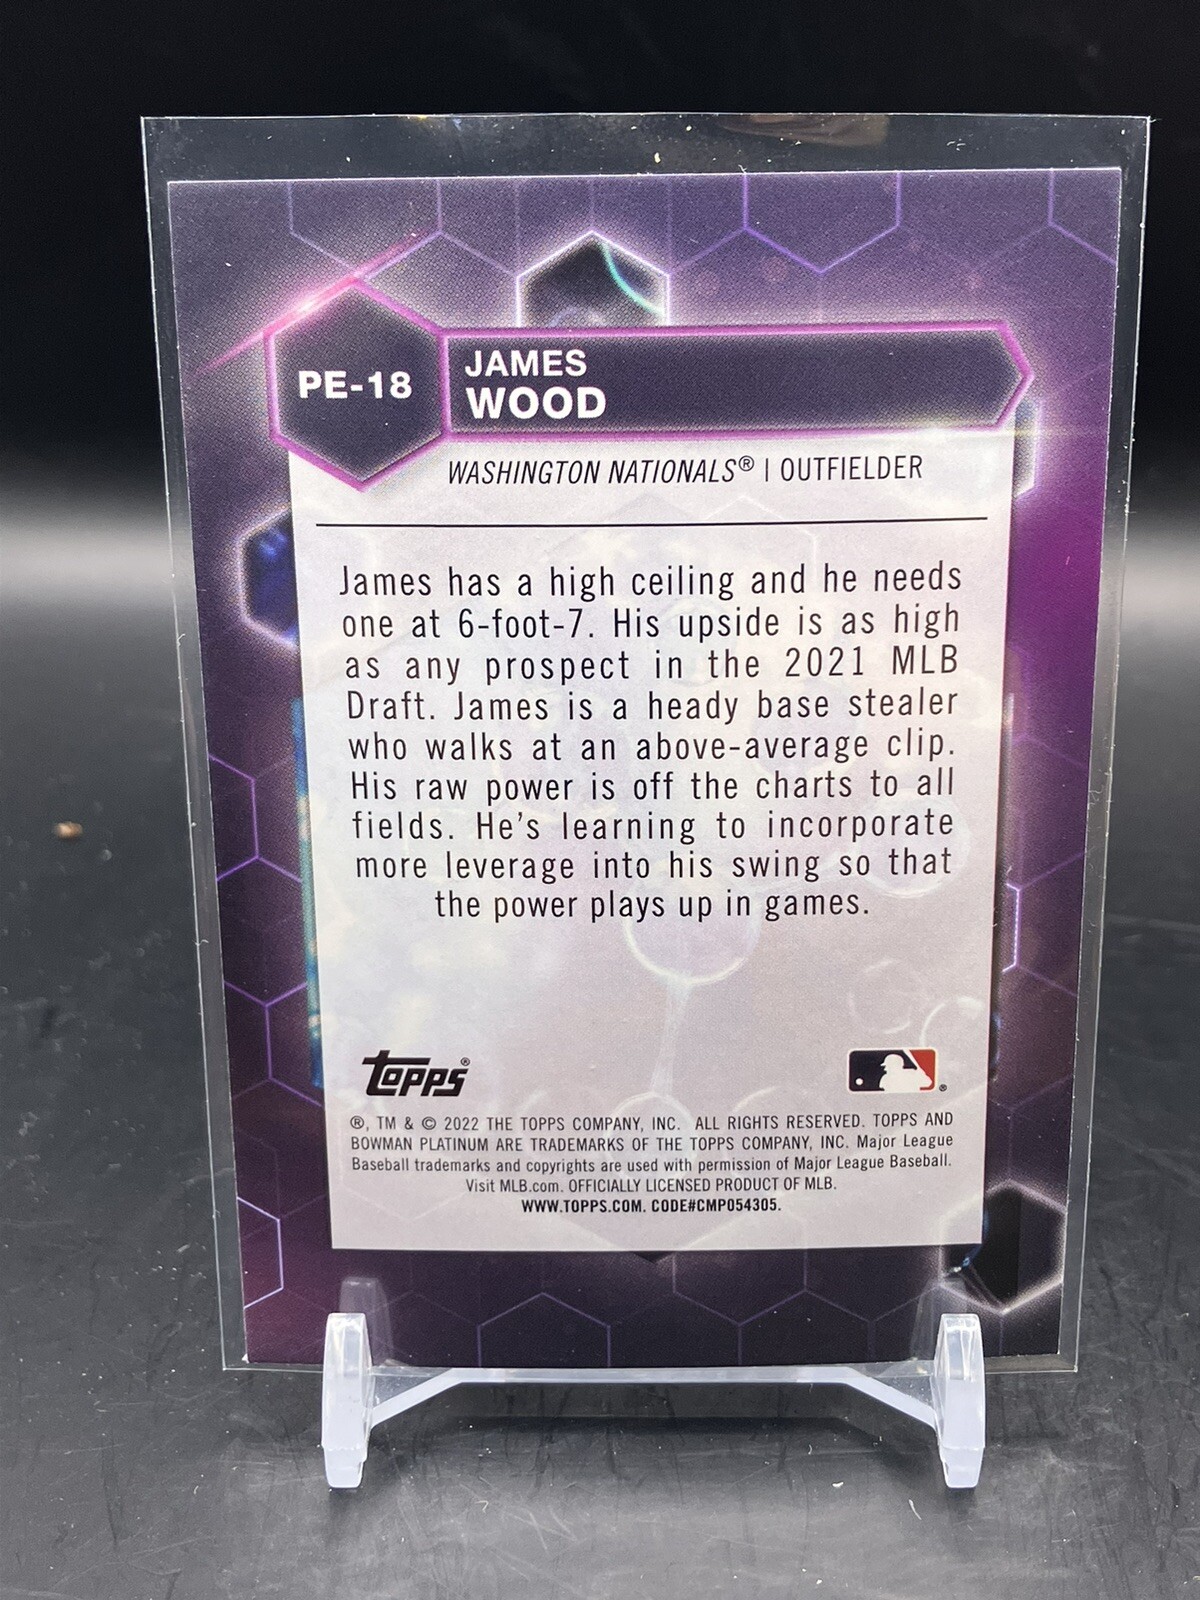 PE-18
JAMES
WOOD
WASHINGTON NATIONALS® | OUTFIELDER
James has a high ceiling and he needs
one at 6-foot-7. His upside is as high
as any prospect in the 2021 MLB
Draft. James is a heady base stealer
who walks at an above-average clip.
His raw power is off the charts to all
fields. He's learning to incorporate
more leverage into his swing so that
the power plays up in games.
topps®
®
®, TM & © 2022 THE TOPPS COMPANY, INC. ALL RIGHTS RESERVED. TOPPS AND
BOWMAN PLATINUM ARE TRADEMARKS OF THE TOPPS COMPANY, INC. Major League
Baseball trademarks and copyrights are used with permission of Major League Baseball.
Visit MLB.com. OFFICIALLY LICENSED PRODUCT OF MLB.
WWW.TOPPS.COM. CODE#CMP054305.